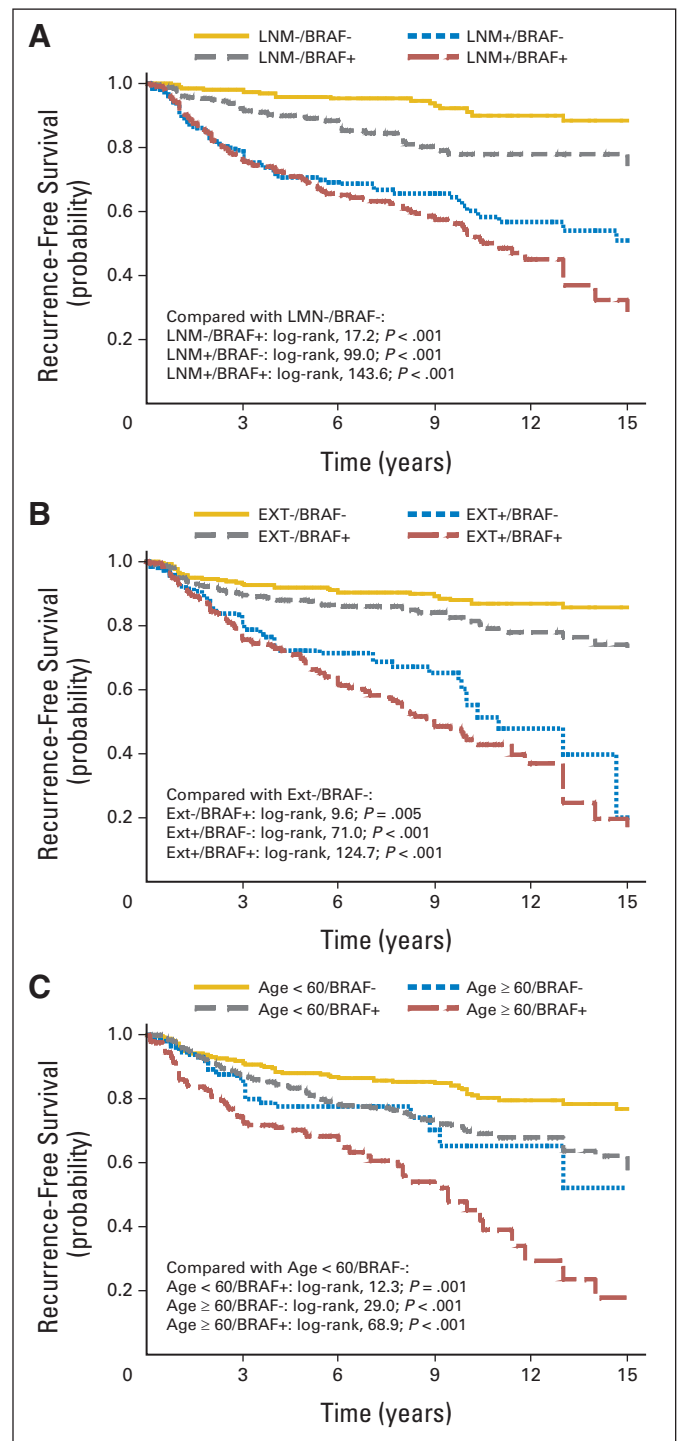 A
LNM-/BRAF- LNM+/BRAF-
LNM-/BRAF+ LNM+/BRAF+
Recurrence-Free Survival
(probability)
1.0
0.8
0.6
0.4
0.2
Compared with LMN-/BRAF-:
LNM-/BRAF+: log-rank, 17.2; P < .001
LNM+/BRAF-: log-rank, 99.0; P < .001
LNM+/BRAF+: log-rank, 143.6; P < .001
0 3 6 9 12 15
Time (years)
B
EXT-/BRAF- EXT+/BRAF-
EXT-/BRAF+ EXT+/BRAF+
Recurrence-Free Survival
(probability)
1.0
0.8
0.6
0.4
0.2
Compared with Ext-/BRAF-:
Ext-/BRAF+: log-rank, 9.6; P = .005
Ext+/BRAF-: log-rank, 71.0; P < .001
Ext+/BRAF+: log-rank, 124.7; P < .001
0 3 6 9 12 15
Time (years)
C
Age < 60/BRAF- Age ≥ 60/BRAF-
Age < 60/BRAF+ Age ≥ 60/BRAF+
Recurrence-Free Survival
(probability)
1.0
0.8
0.6
0.4
0.2
Compared with Age < 60/BRAF-:
Age < 60/BRAF+: log-rank, 12.3; P = .001
Age ≥ 60/BRAF-: log-rank, 29.0; P < .001
Age ≥ 60/BRAF+: log-rank, 68.9; P < .001
0 3 6 9 12 15
Time (years)